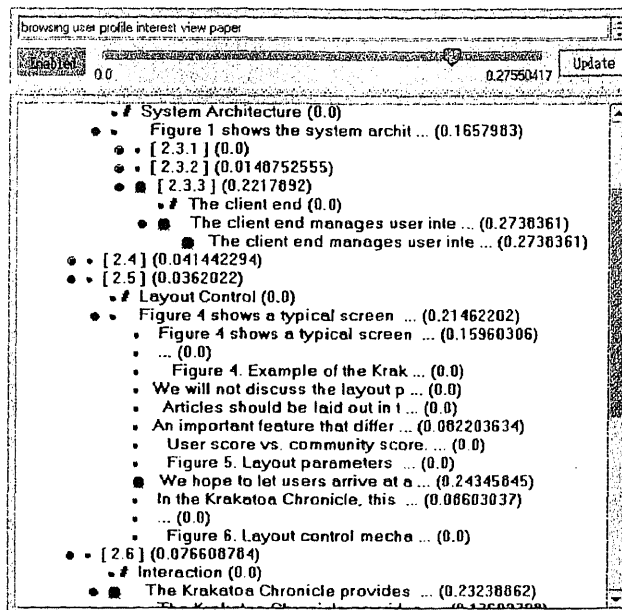 browsing user profile interest view paper
Enabled
Update
0.0
0.27550417
# System Architecture (0.0)
Figure 1 shows the system archit ... (0.1657983)
[ 2.3.1 ] (0.0)
[ 2.3.2 ] (0.0148752555)
[ 2.3.3 ] (0.2217892)
# The client end (0.0)
The client end manages user inte ... (0.2738361)
The client end manages user inte ... (0.2738361)
[ 2.4 ] (0.041442294)
[ 2.5 ] (0.0362022)
# Layout Control (0.0)
Figure 4 shows a typical screen ... (0.21462202)
Figure 4 shows a typical screen ... (0.15960306)
... (0.0)
Figure 4. Example of the Krak ... (0.0)
We will not discuss the layout p ... (0.0)
Articles should be laid out in t ... (0.0)
An important feature that differ ... (0.082203634)
User score vs. community score. ... (0.0)
Figure 5. Layout parameters ... (0.0)
We hope to let users arrive at a ... (0.24345845)
In the Krakatoa Chronicle, this ... (0.08603037)
... (0.0)
Figure 6. Layout control mecha ... (0.0)
[ 2.6 ] (0.076608784)
# Interaction (0.0)
The Krakatoa Chronicle provides ... (0.23238862)